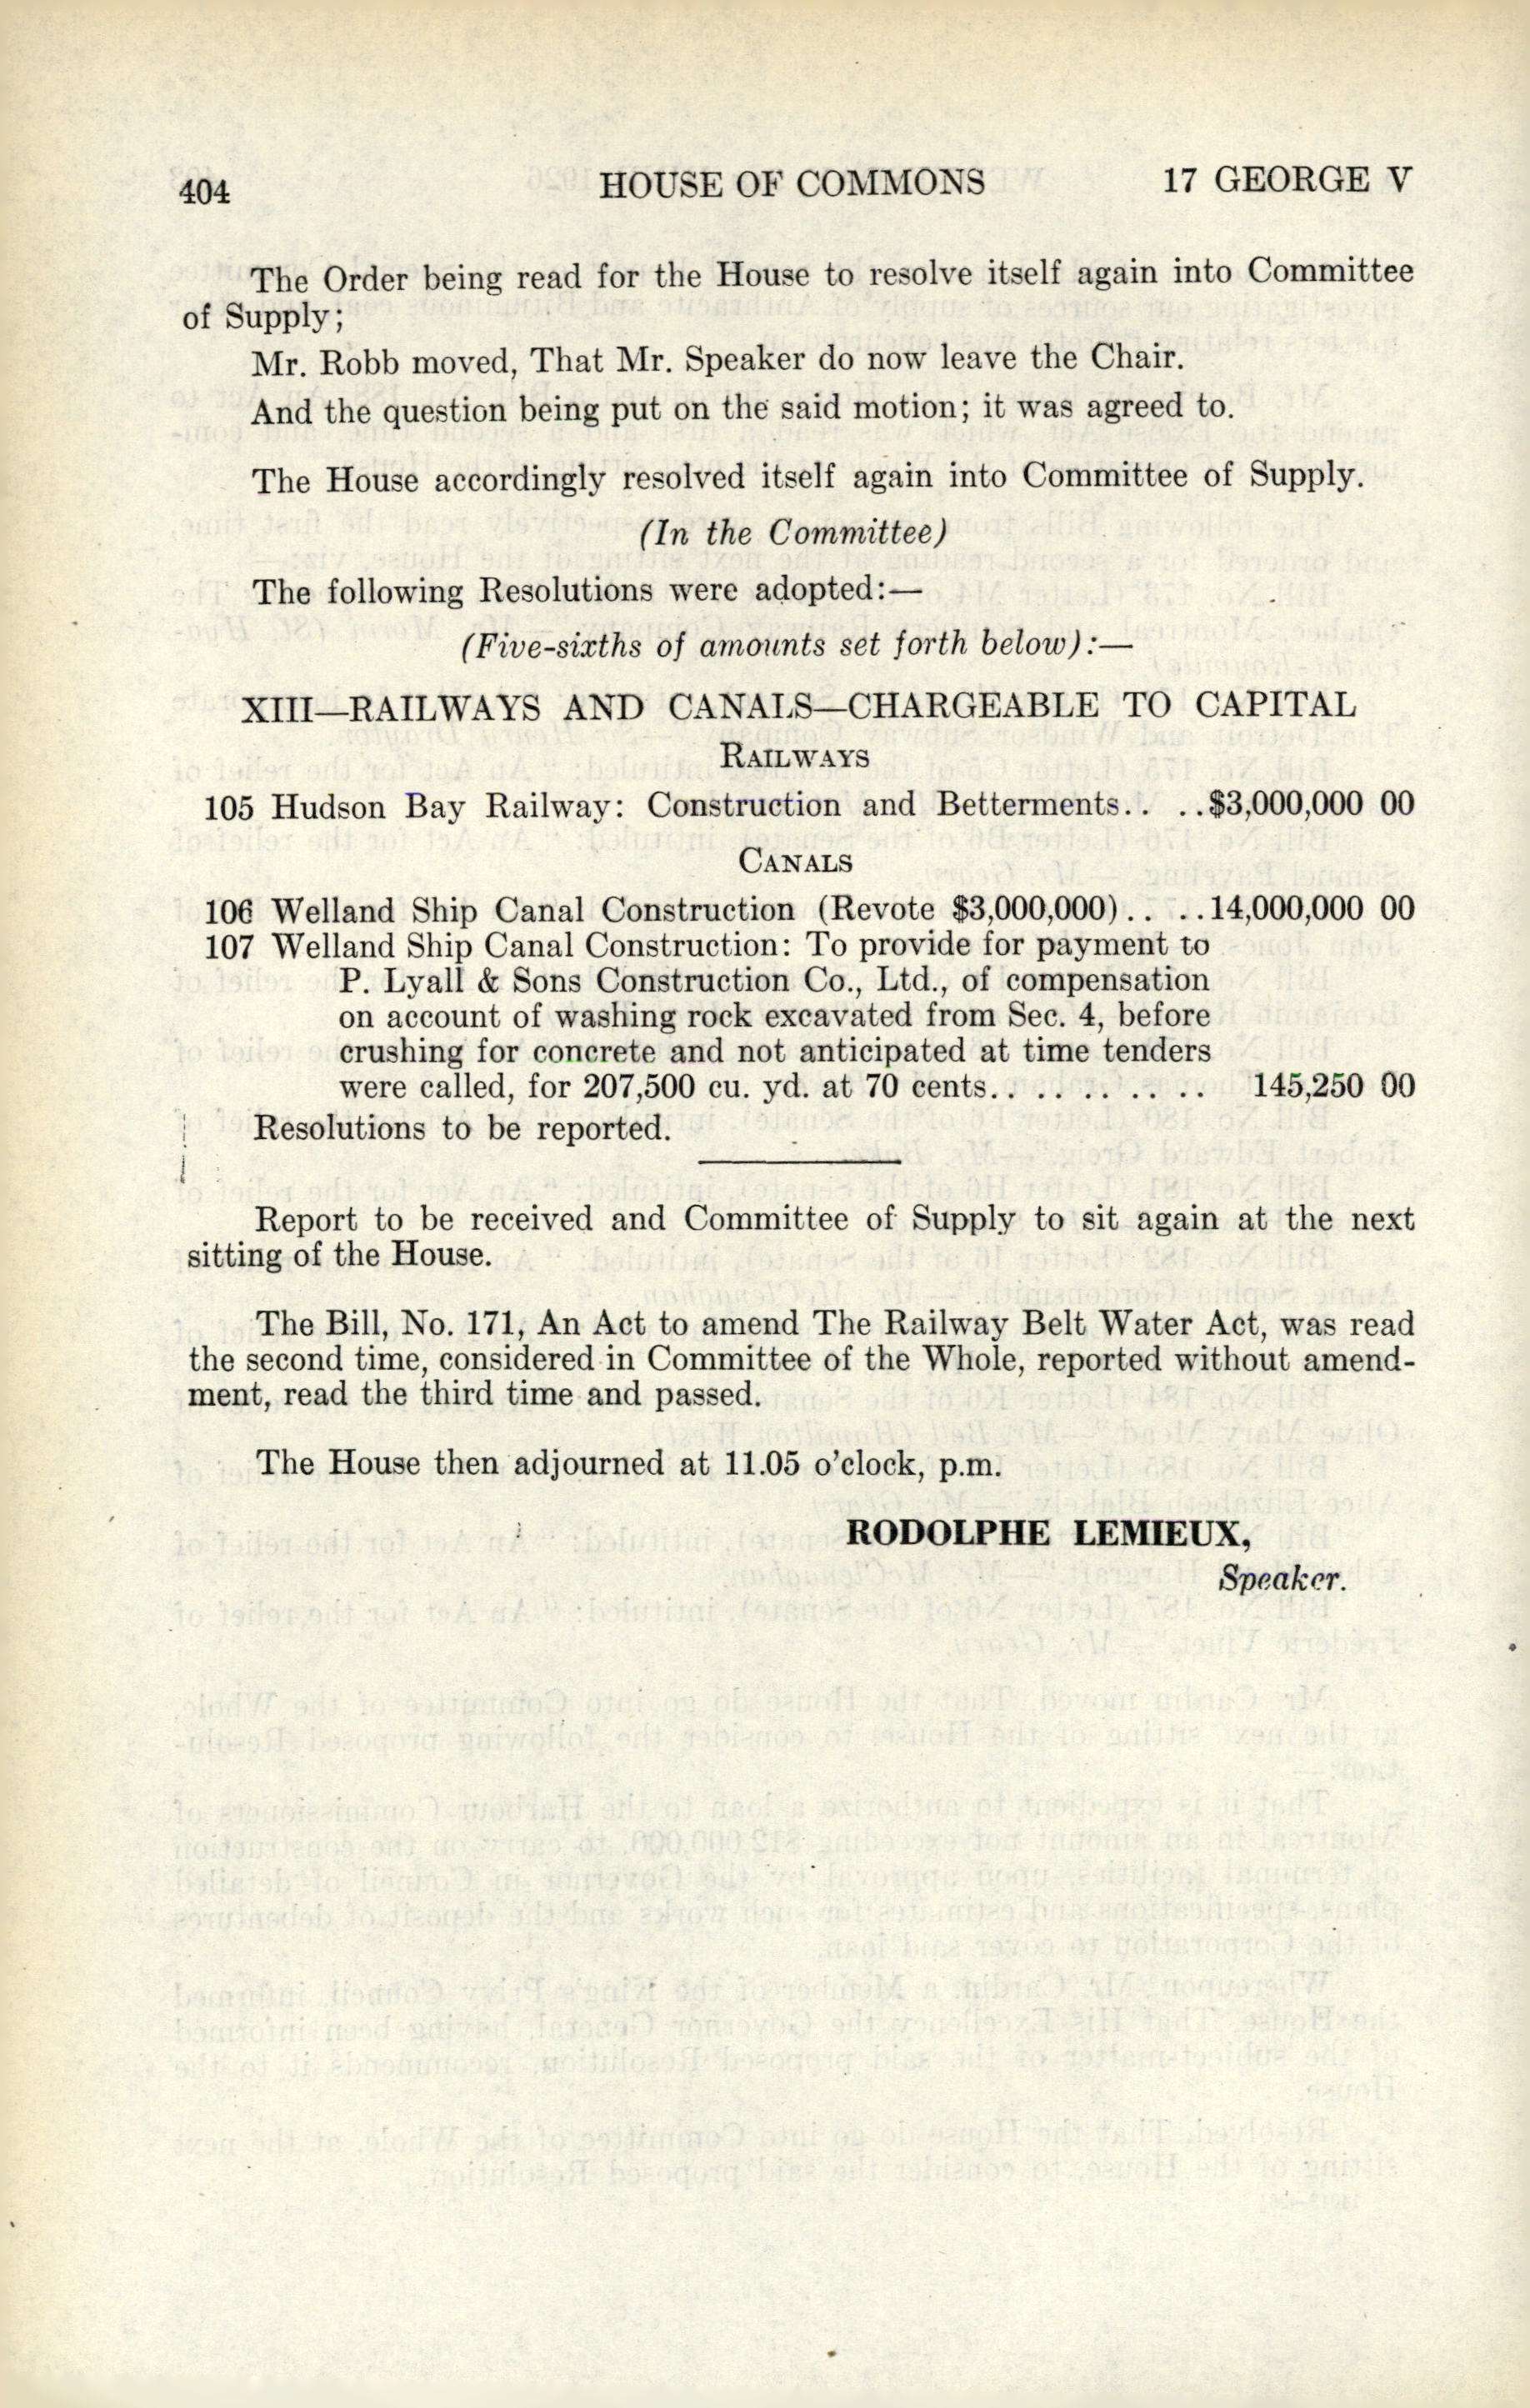 404 HOUSE OF COMMONS 17 GEORGE V
The Order being read for the House to resolve itself again into Committee
of Supply;
Mr. Robb moved, That Mr. Speaker do now leave the Chair.
And the question being put on the said motion; it was agreed to.
The House accordingly resolved itself again into Committee of Supply.
(In the Committee)
The following Resolutions were adopted:—
(Five-sixths of amounts set forth below):—
XIII—RAILWAYS AND CANALS—CHARGEABLE TO CAPITAL
RAILWAYS
105 Hudson Bay Railway: Construction and Betterments.. ..$3,000,000 00
CANALS
106 Welland Ship Canal Construction (Revote $3,000,000).. ..14,000,000 00
107 Welland Ship Canal Construction: To provide for payment to
P. Lyall & Sons Construction Co., Ltd., of compensation
on account of washing rock excavated from Sec. 4, before
crushing for concrete and not anticipated at time tenders
were called, for 207,500 cu. yd. at 70 cents.. .. .. .. .. 145,250 00
Resolutions to be reported.
Report to be received and Committee of Supply to sit again at the next
sitting of the House.
The Bill, No. 171, An Act to amend The Railway Belt Water Act, was read
the second time, considered in Committee of the Whole, reported without amend-
ment, read the third time and passed.
The House then adjourned at 11.05 o'clock, p.m.
RODOLPHE LEMIEUX,
Speaker.